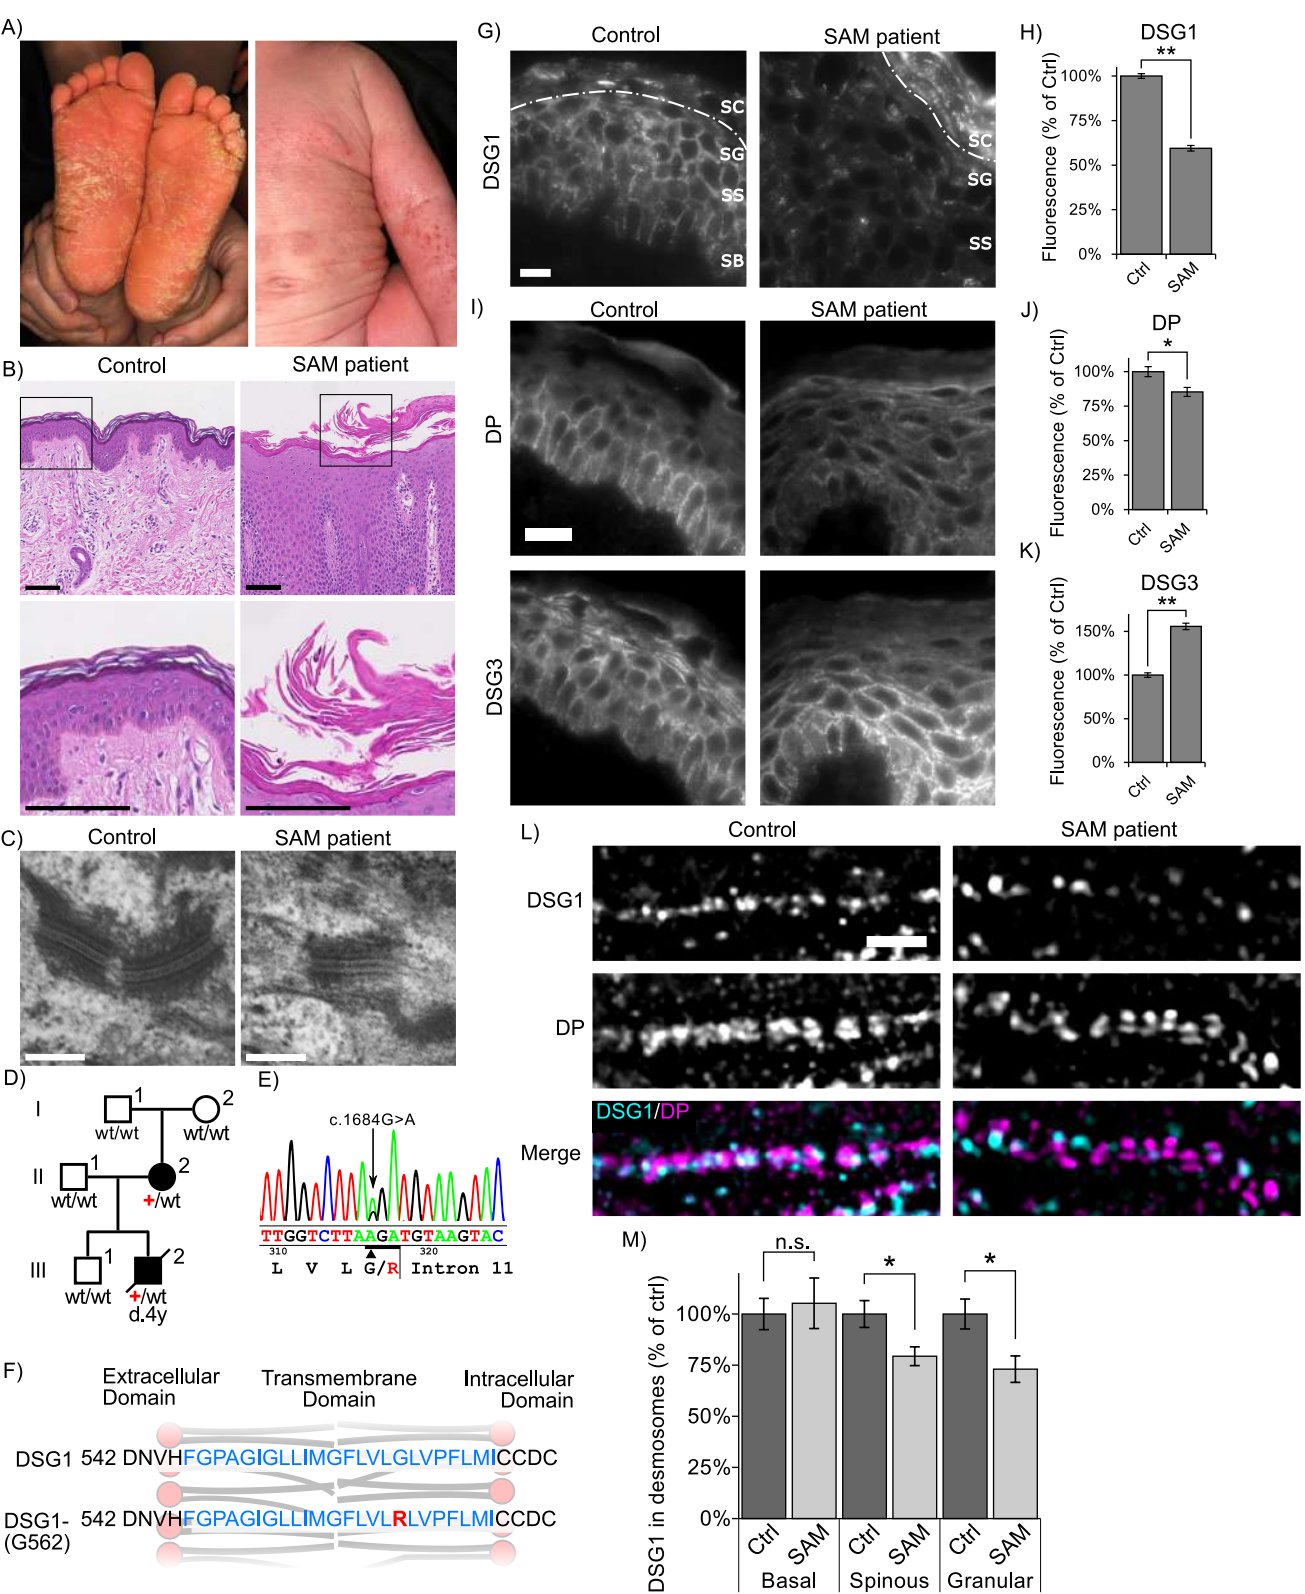 A)
B)
Control
SAM patient
C)
Control
SAM patient
D)
I
1
2
wt/wt
wt/wt
II
1
2
wt/wt
+/wt
III
1
2
wt/wt
+/wt
d.4y
E)
c.1684G>A
TTGGTCTTAAGATGTAAGTAC
310
320
L V L G/R Intron 11
F)
Extracellular
Domain
Transmembrane
Domain
Intracellular
Domain
DSG1 542 DNVHFGPAGIGLLIMGFLVLGLVPFLMICCDC
DSG1-
(G562)
542 DNVHFGPAGIGLLIMGFLVLRLVPFLMICCDC
G)
Control
SAM patient
DSG1
SC
SG
SS
SB
SC
SG
SS
H)
DSG1
**
Fluorescence (% of Ctrl)
100%
75%
50%
25%
0%
Ctrl
SAM
I)
Control
SAM patient
DP
DSG3
J)
DP
*
Fluorescence (% of Ctrl)
100%
75%
50%
25%
0%
Ctrl
SAM
K)
DSG3
**
Fluorescence (% of Ctrl)
150%
100%
50%
0%
Ctrl
SAM
L)
Control
SAM patient
DSG1
DP
DSG1/DP
Merge
M)
n.s.
*
*
DSG1 in desmosomes (% of ctrl)
100%
75%
50%
25%
0%
Ctrl
SAM
Ctrl
SAM
Ctrl
SAM
Basal
Spinous
Granular